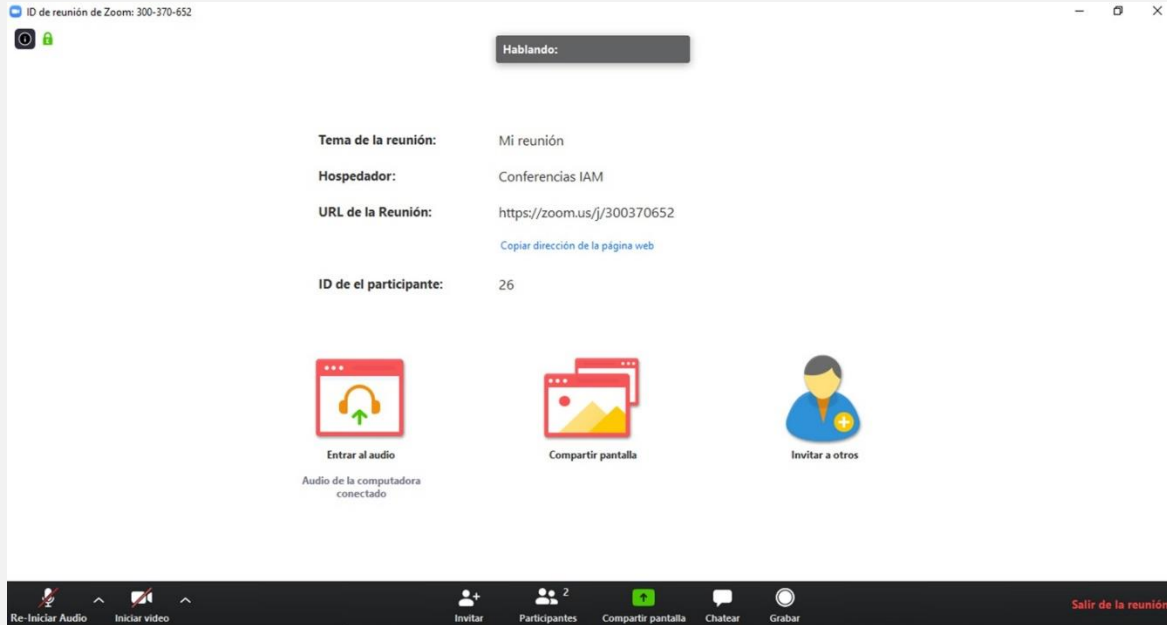 ID de reunión de Zoom: 300-370-652
Hablando:
Tema de la reunión: Mi reunión
Hospedador: Conferencias IAM
URL de la Reunión: https://zoom.us/j/300370652
Copiar dirección de la página web
ID de el participante: 26
Entrar al audio
Compartir pantalla
Invitar a otros
Audio de la computadora
conectado
2
Re-Iniciar Audio Iniciar video Invitar Participantes Compartir pantalla Chatear Grabar Salir de la reunión